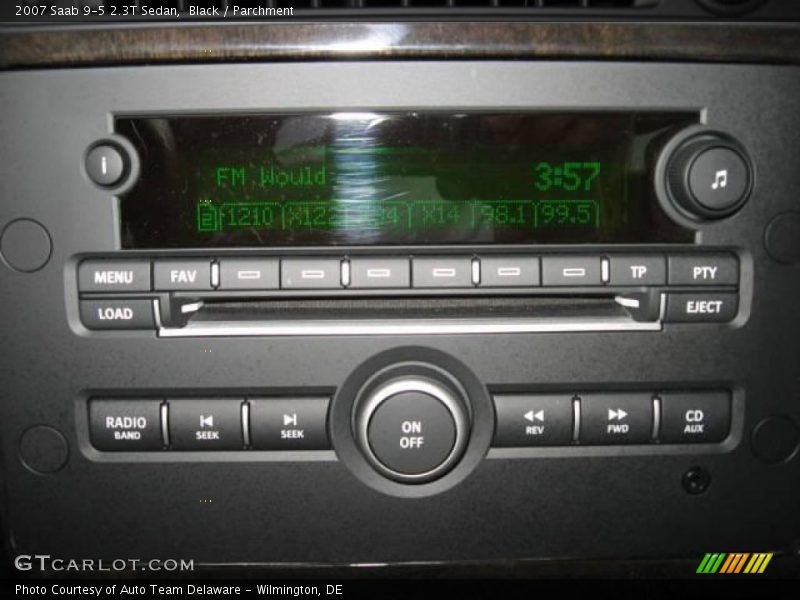 2007 Saab 9-5 2.3T Sedan, Black / Parchment
i
FM Would 3:57
2 1210 X122 X14 98.1 99.5
MENU FAV TP PTY
LOAD EJECT
RADIO BAND SEEK SEEK ON OFF REV FWD CD AUX
GTCARLOT.COM
Photo Courtesy of Auto Team Delaware - Wilmington, DE